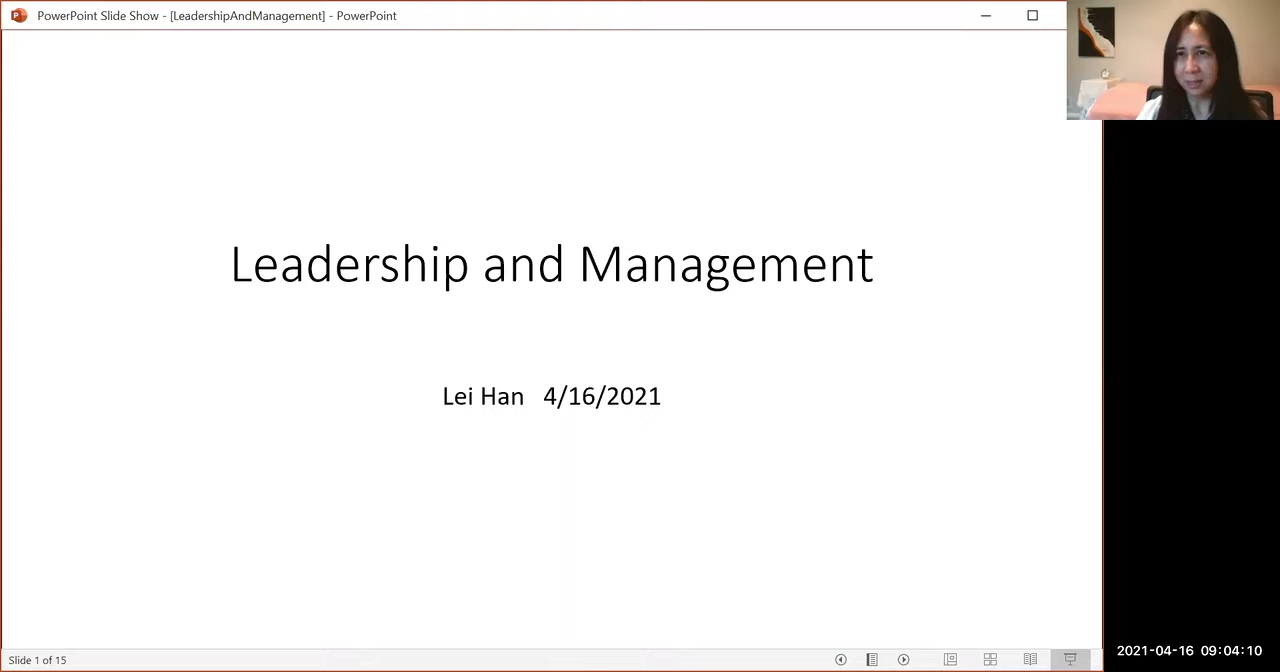 PowerPoint Slide Show - [LeadershipAndManagement] - PowerPoint
Leadership and Management
Lei Han 4/16/2021
Slide 1 of 15
2021-04-16 09:04:10